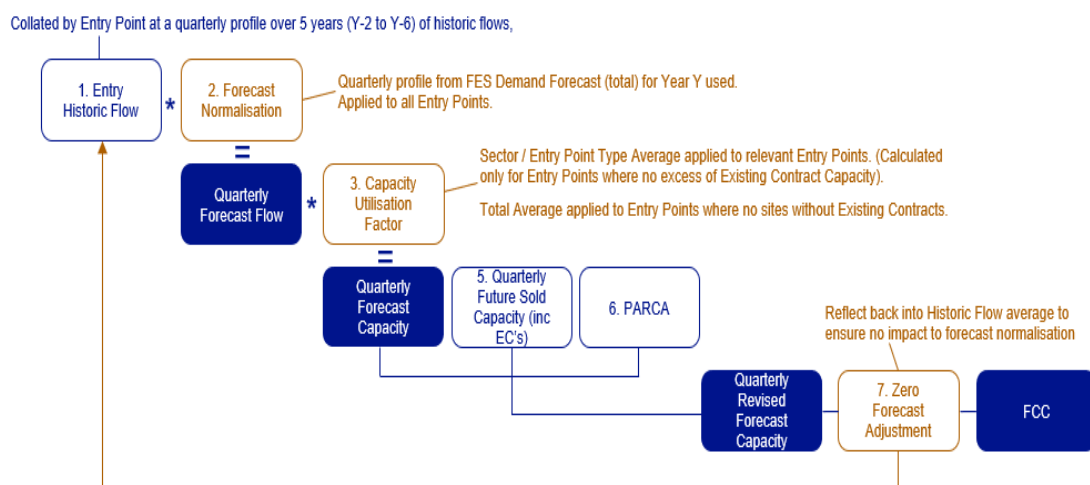 Collated by Entry Point at a quarterly profile over 5 years (Y-2 to Y-6) of historic flows,
1. Entry
Historic Flow
*
2. Forecast
Normalisation
Quarterly profile from FES Demand Forecast (total) for Year Y used.
Applied to all Entry Points.
=
Quarterly
Forecast Flow
*
3. Capacity
Utilisation
Factor
Sector / Entry Point Type Average applied to relevant Entry Points. (Calculated
only for Entry Points where no excess of Existing Contract Capacity).
Total Average applied to Entry Points where no sites without Existing Contracts.
=
Quarterly
Forecast
Capacity
5. Quarterly
Future Sold
Capacity (inc
EC's)
6. PARCA
Reflect back into Historic Flow average to
ensure no impact to forecast normalisation
Quarterly
Revised
Forecast
Capacity
7. Zero
Forecast
Adjustment
FCC